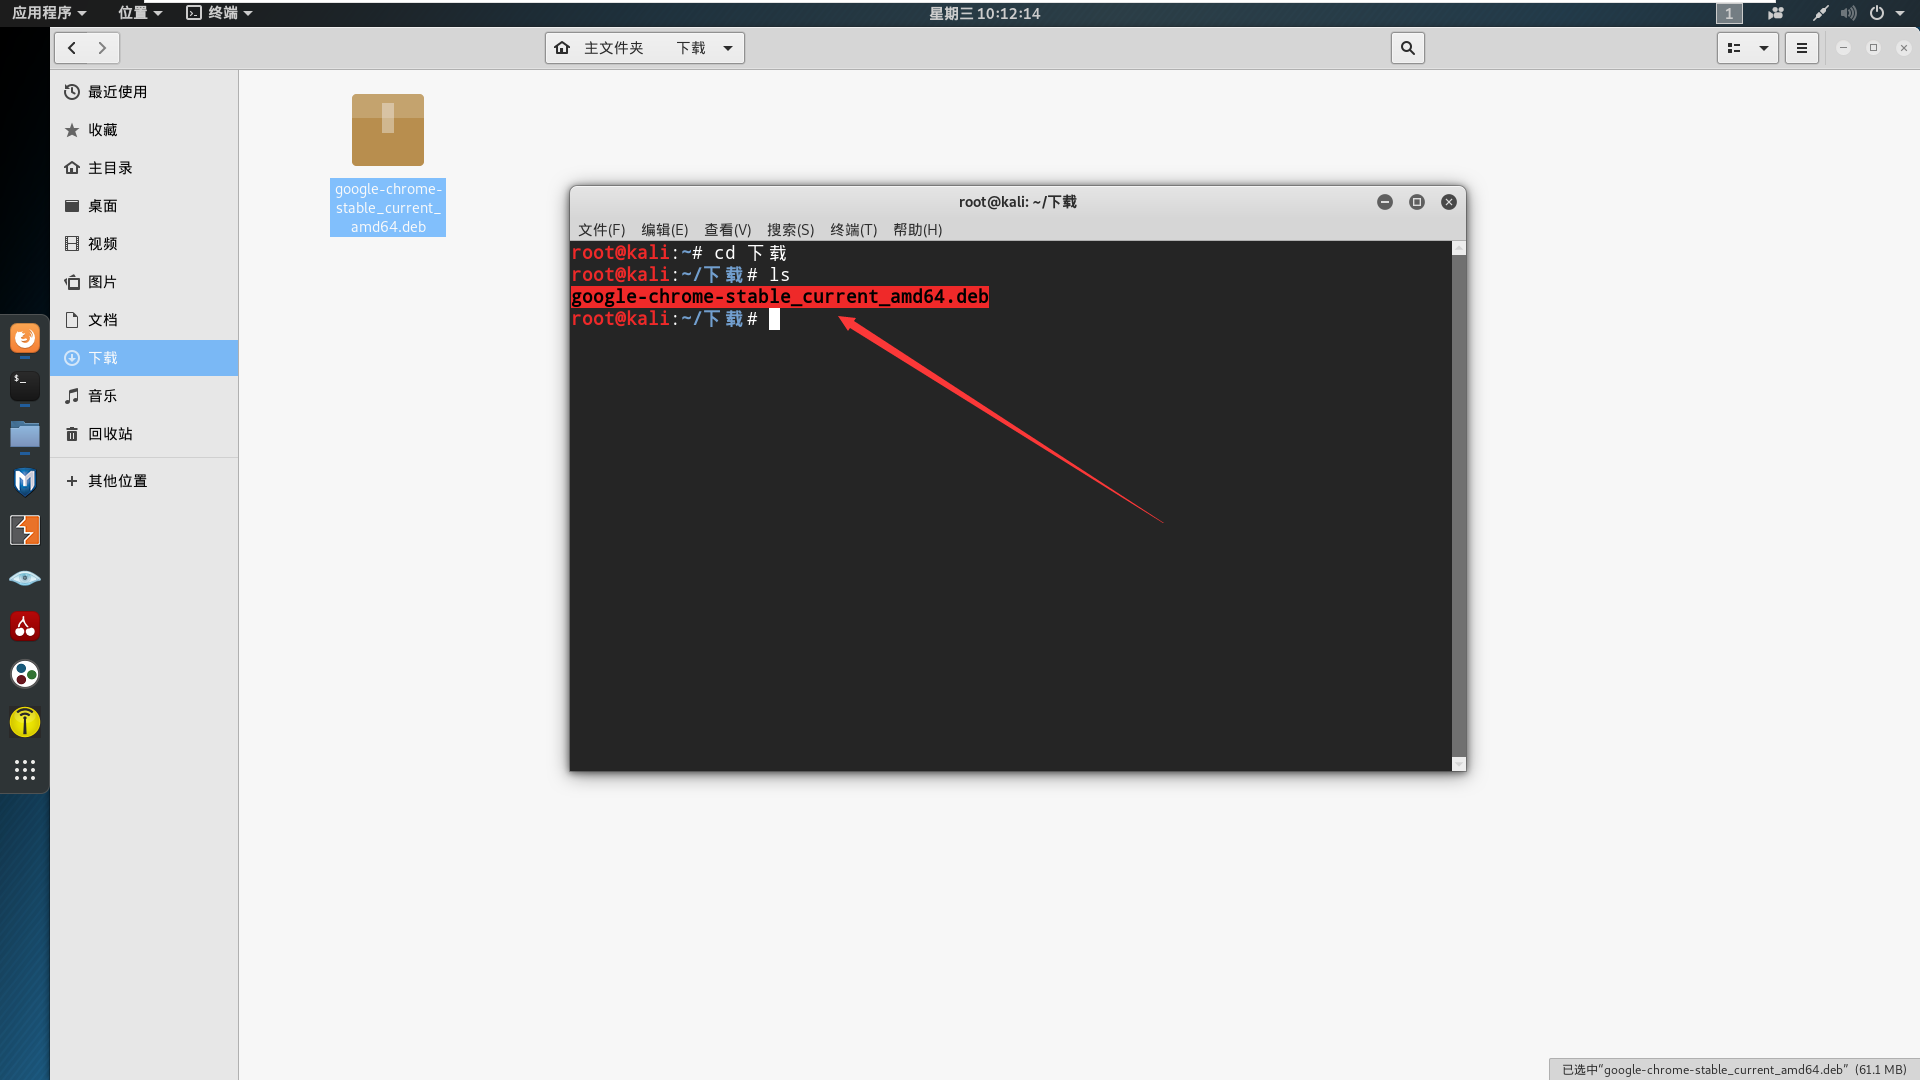 应用程序 位置 终端 星期三 10:12:14 1
主文件夹 下载
最近使用
收藏
主目录
桌面
视频
图片
文档
下载
音乐
回收站
其他位置
google-chrome-
stable_current_
amd64.deb
root@kali: ~/下载
文件(F) 编辑(E) 查看(V) 搜索(S) 终端(T) 帮助(H)
root@kali:~# cd 下载
root@kali:~/下载# ls
google-chrome-stable_current_amd64.deb
root@kali:~/下载#
$_
已选中“google-chrome-stable_current_amd64.deb” (61.1 MB)